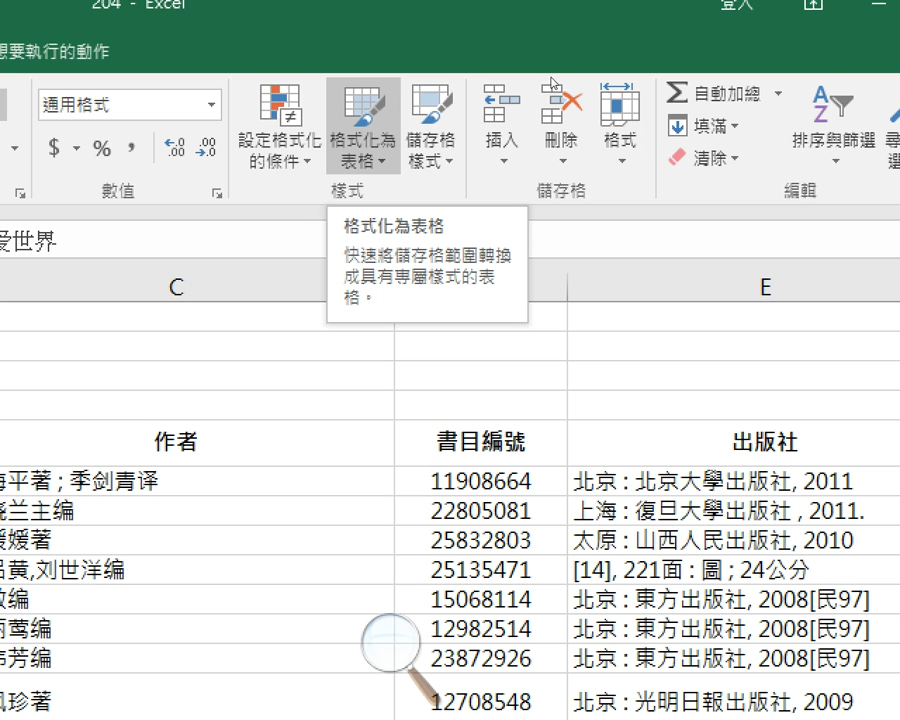 204 - Excel
登入
想要執行的動作
通用格式
$ % ,
.00 .00
設定格式化的條件
格式化為表格
儲存格樣式
插入
刪除
格式
自動加總
填滿
清除
排序與篩選
數值
樣式
儲存格
編輯
愛世界
格式化為表格
快速將儲存格範圍轉換
成具有專屬樣式的表
格。
C E
作者 書目編號 出版社
海平著 ; 季剑青译 11908664 北京 : 北京大學出版社, 2011
兰主编 22805081 上海 : 復旦大學出版社 , 2011.
媛著 25832803 太原 : 山西人民出版社, 2010
黄,刘世洋编 25135471 [14], 221面 : 圖 ; 24公分
编 15068114 北京 : 東方出版社, 2008[民97]
莺编 12982514 北京 : 東方出版社, 2008[民97]
芳编 23872926 北京 : 東方出版社, 2008[民97]
珍著 12708548 北京 : 光明日報出版社, 2009